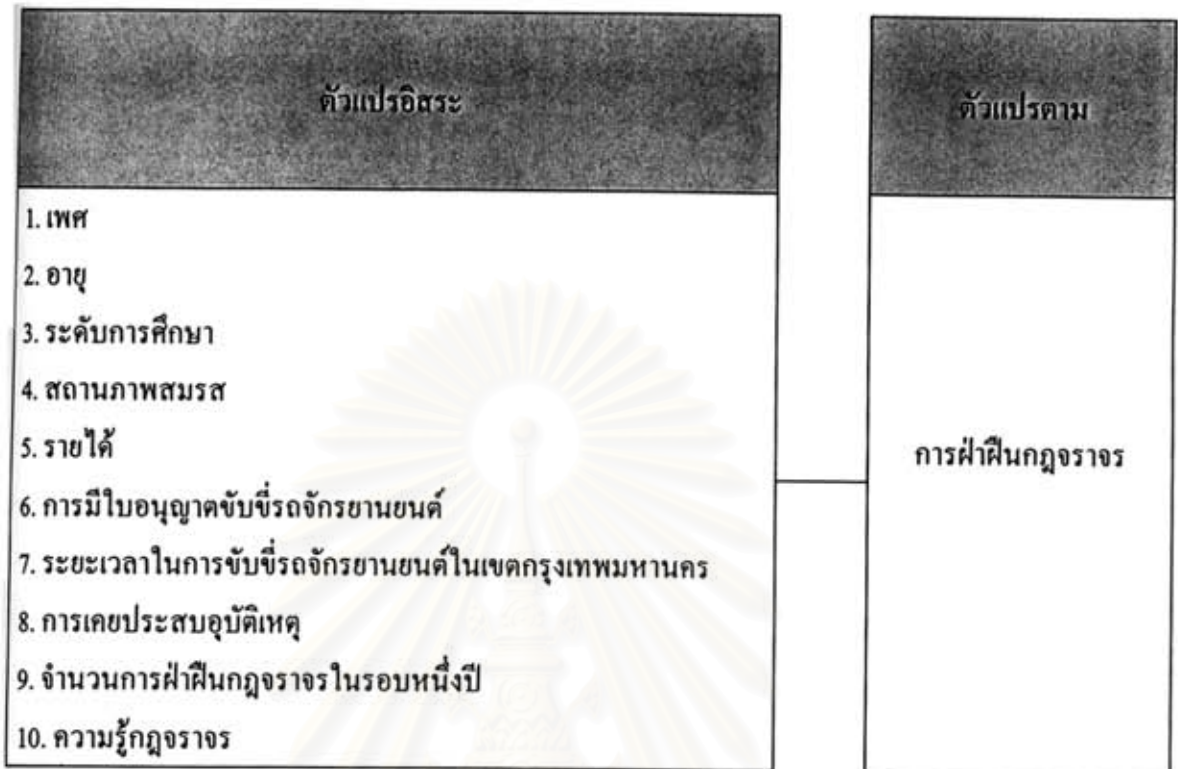 ตัวแปรอิสระ
1. เพศ
2. อายุ
3. ระดับการศึกษา
4. สถานภาพสมรส
5. รายได้
6. การมีใบอนุญาตขับขี่รถจักรยานยนต์
7. ระยะเวลาในการขับขี่รถจักรยานยนต์ในเขตกรุงเทพมหานคร
8. การเคยประสบอุบัติเหตุ
9. จำนวนการฝ่าฝืนกฎจราจรในรอบหนึ่งปี
10. ความรู้กฎจราจร
ตัวแปรตาม
การฝ่าฝืนกฎจราจร